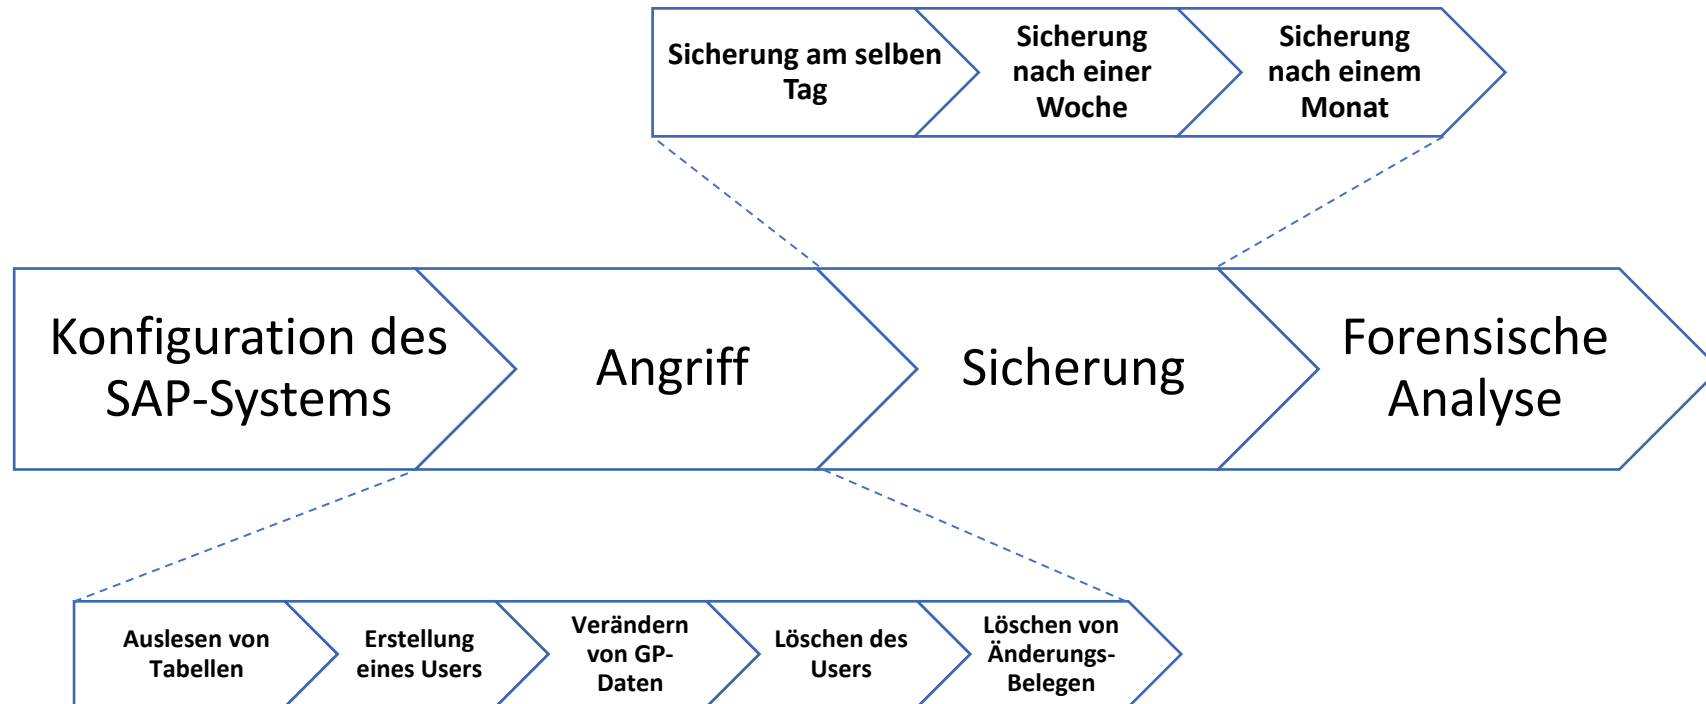 Sicherung am selben
Tag
Sicherung
nach einer
Woche
Sicherung
nach einem
Monat
Konfiguration des
SAP-Systems
Angriff
Sicherung
Forensische
Analyse
Auslesen von
Tabellen
Erstellung
eines Users
Verändern
von GP-
Daten
Löschen des
Users
Löschen von
Änderungs-
Belegen